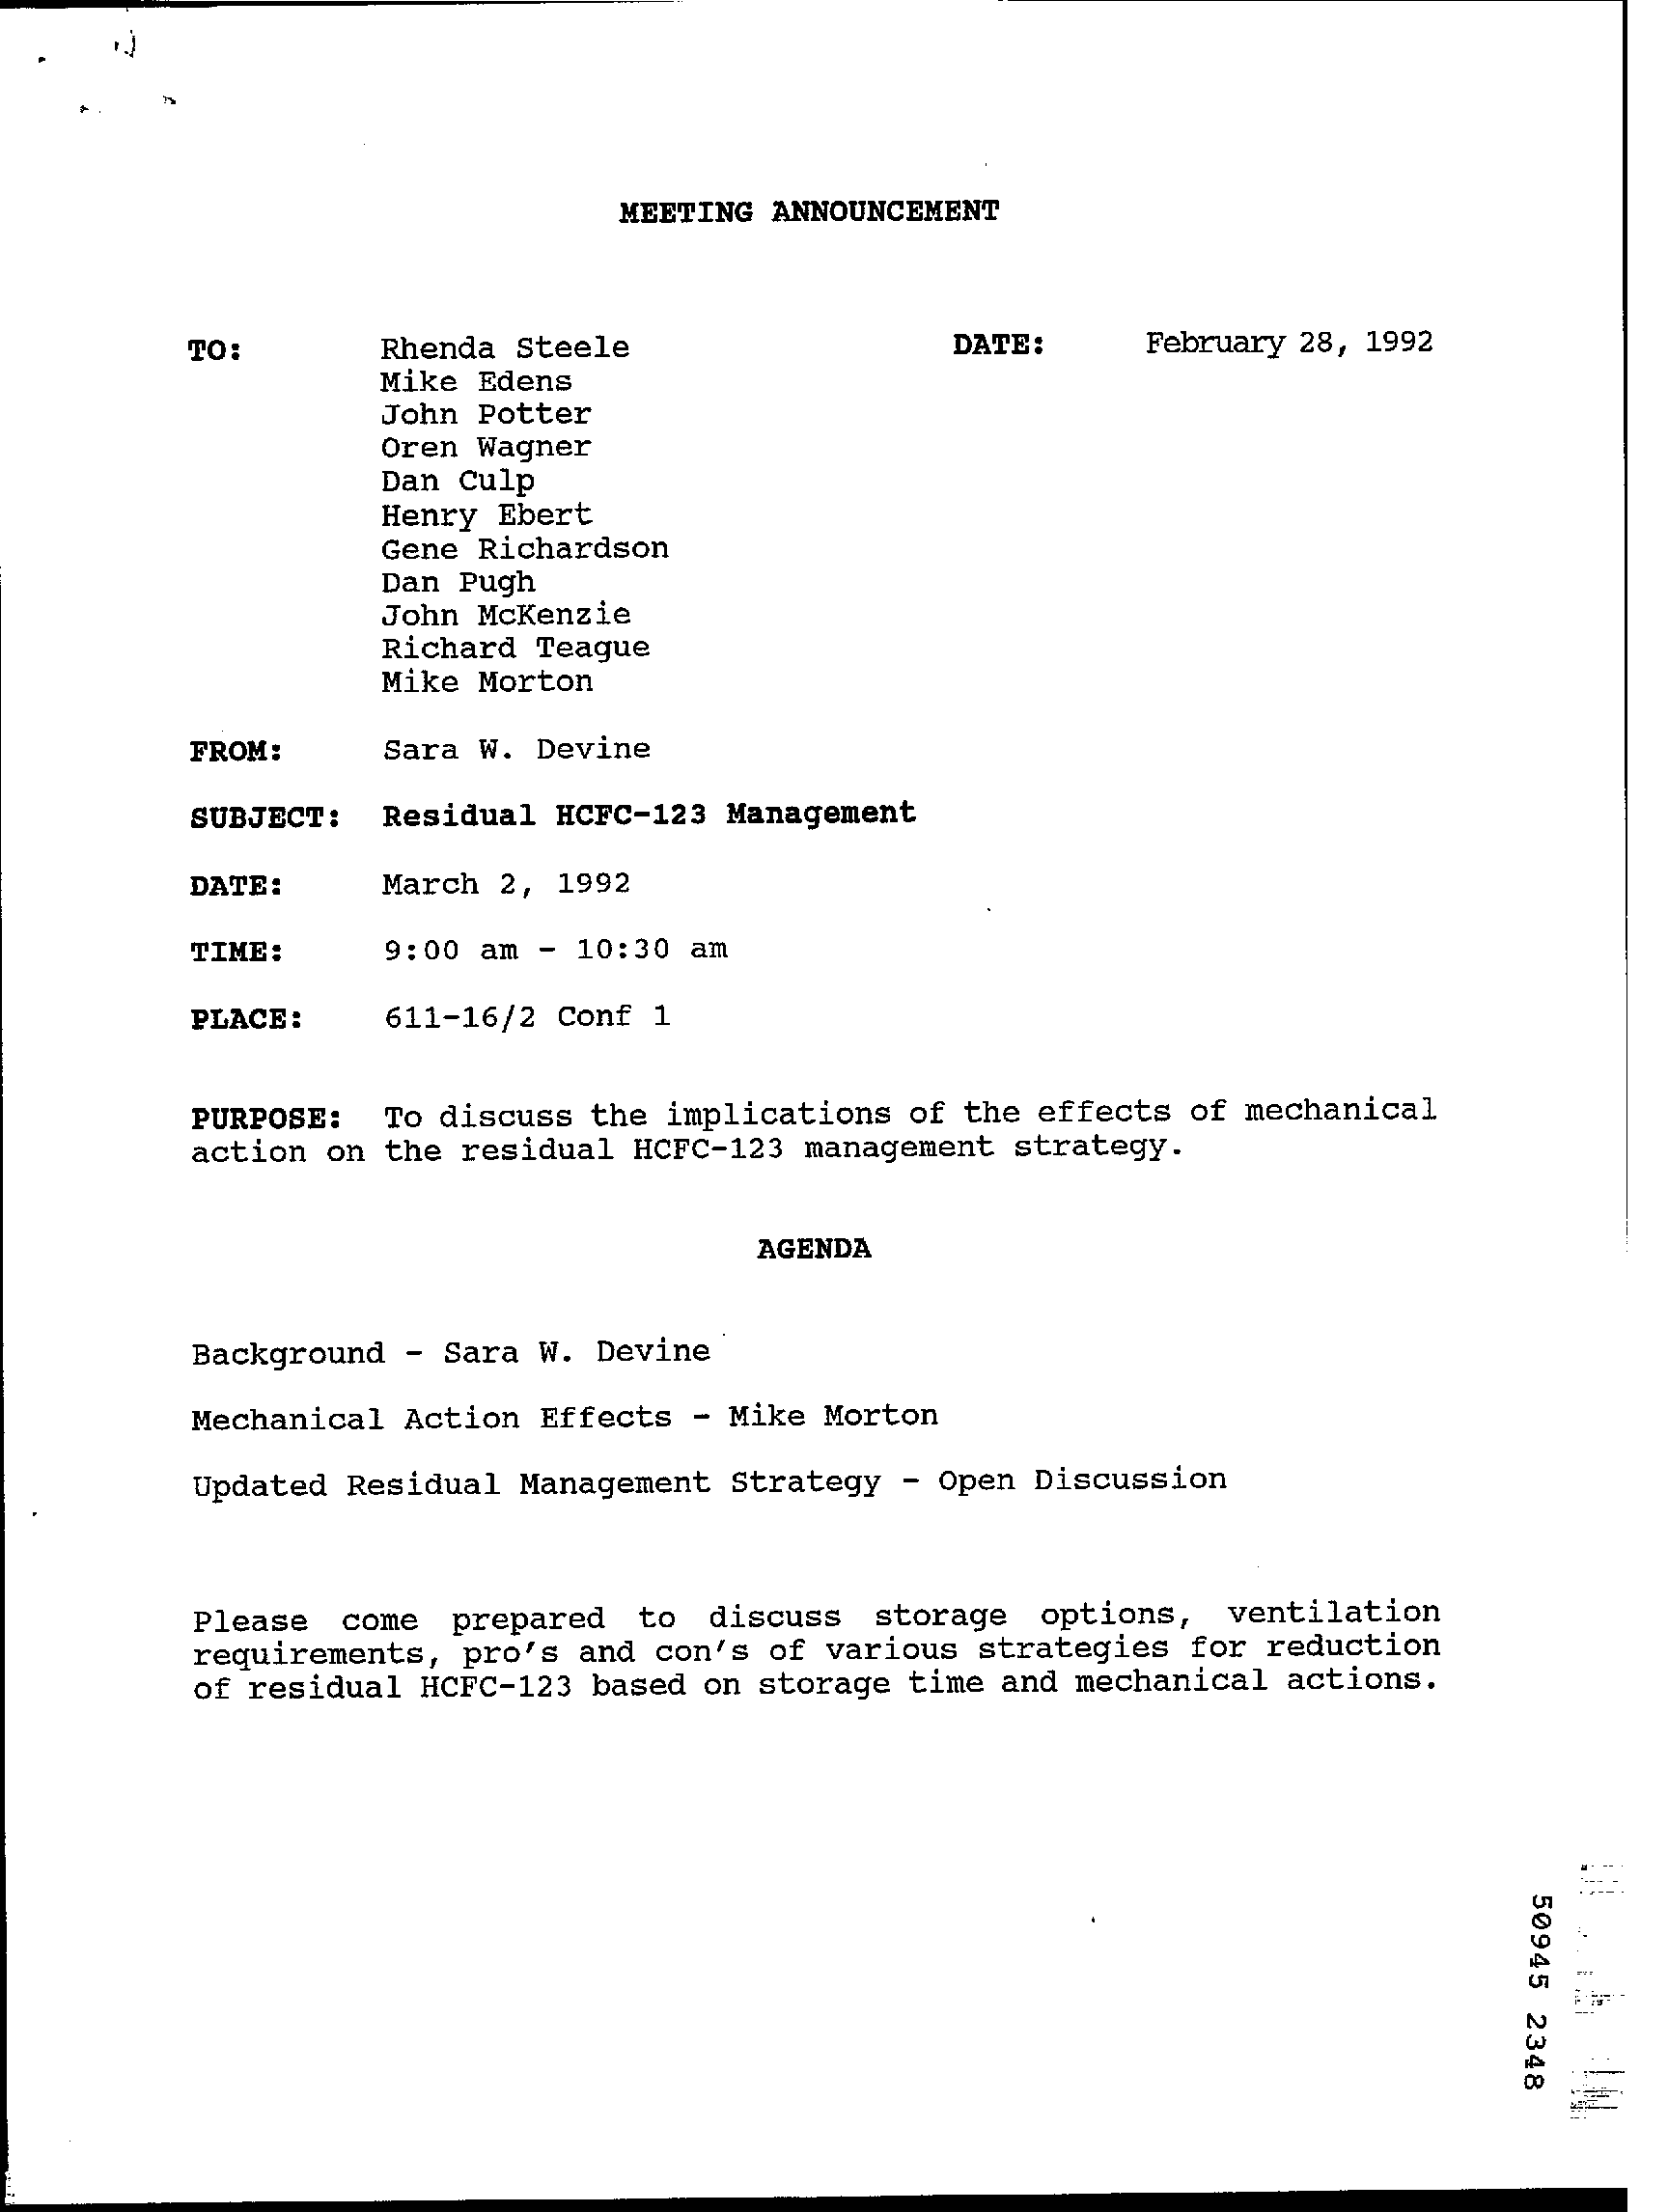 MEETING ANNOUNCEMENT
TO: Rhenda Steele DATE: February 28, 1992
Mike Edens
John Potter
Oren Wagner
Dan Culp
Henry Ebert
Gene Richardson
Dan Pugh
John McKenzie
Richard Teague
Mike Morton
FROM: Sara W. Devine
SUBJECT: Residual HCFC-123 Management
DATE: March 2, 1992
TIME: 9:00 am - 10:30 am
PLACE: 611-16/2 Conf 1
PURPOSE: To discuss the implications of the effects of mechanical
action on the residual HCFC-123 management strategy.
AGENDA
Background - Sara W. Devine
Mechanical Action Effects - Mike Morton
Updated Residual Management Strategy - Open Discussion
Please come prepared to discuss storage options, ventilation
requirements, pro's and con's of various strategies for reduction
of residual HCFC-123 based on storage time and mechanical actions.
50945 2348